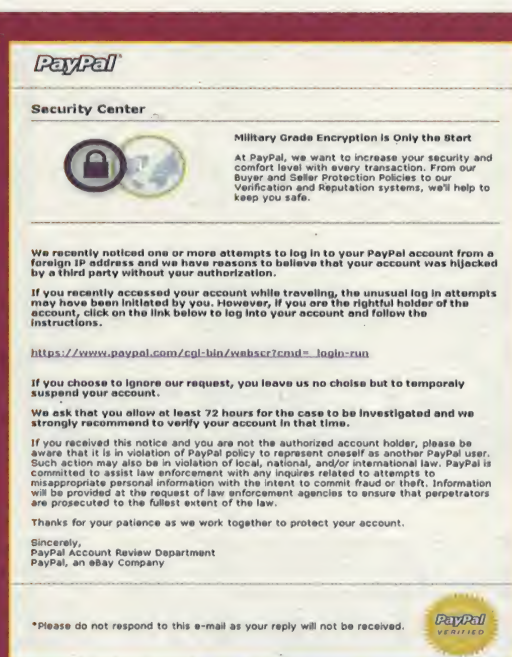 PayPal
Security Center
Military Grade Encryption is Only the Start
At PayPal, we want to increase your security and
comfort level with every transaction. From our
Buyer and Seller Protection Policies to our
Verification and Reputation systems, we'll help to
keep you safe.
We recently noticed one or more attempts to log in to your PayPal account from a
foreign IP address and we have reasons to believe that your account was hijacked
by a third party without your authorization.
If you recently accessed your account while traveling, the unusual log in attempts
may have been initiated by you. However, if you are the rightful holder of the
account, click on the link below to log into your account and follow the
instructions.
https://www.paypal.com/cgi-bin/webscr?cmd=_login-run
If you choose to ignore our request, you leave us no choise but to temporaly
suspend your account.
We ask that you allow at least 72 hours for the case to be investigated and we
strongly recommend to verify your account in that time.
If you received this notice and you are not the authorized account holder, please be
aware that it is in violation of PayPal policy to represent oneself as another PayPal user.
Such action may also be in violation of local, national, and/or international law. PayPal is
committed to assist law enforcement with any inquires related to attempts to
misappropriate personal information with the intent to commit fraud or theft. Information
will be provided at the request of law enforcement agencies to ensure that perpetrators
are prosecuted to the fullest extent of the law.
Thanks for your patience as we work together to protect your account.
Sincerely,
PayPal Account Review Department
PayPal, an eBay Company
*Please do not respond to this e-mail as your reply will not be received.
PayPal
VERIFIED